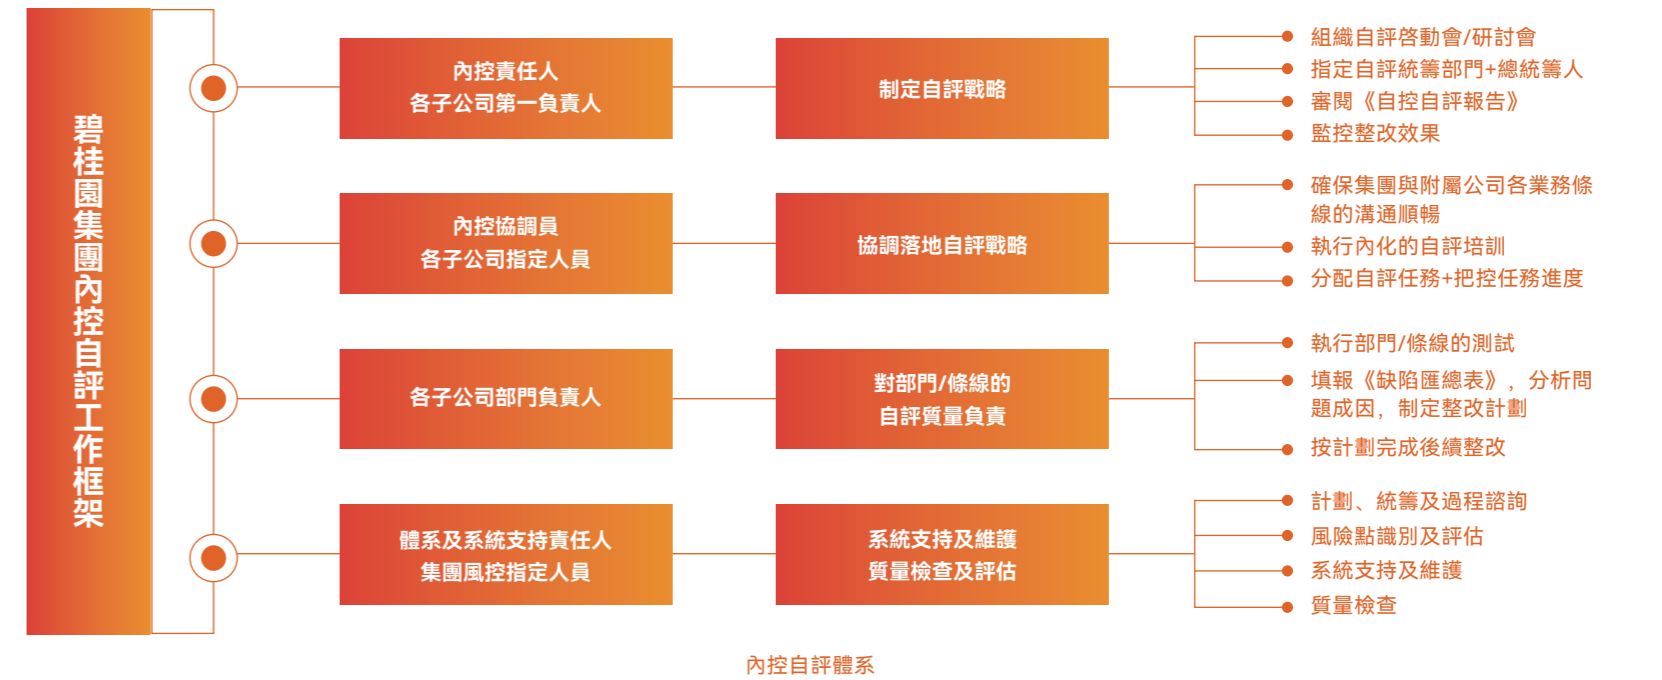 碧桂園集團內控自評工作框架
內控責任人
各子公司第一負責人
制定自評戰略
組織自評啓動會/研討會
指定自評統籌部門+總統籌人
審閱《自控自評報告》
監控整改效果
內控協調員
各子公司指定人員
協調落地自評戰略
確保集團與附屬公司各業務條
線的溝通順暢
執行內化的自評培訓
分配自評任務+把控任務進度
各子公司部門負責人
對部門/條線的
自評質量負責
執行部門/條線的測試
填報《缺陷匯總表》，分析問
題成因，制定整改計劃
按計劃完成後續整改
體系及系統支持責任人
集團風控指定人員
系統支持及維護
質量檢查及評估
計劃、統籌及過程諮詢
風險點識別及評估
系統支持及維護
質量檢查
內控自評體系